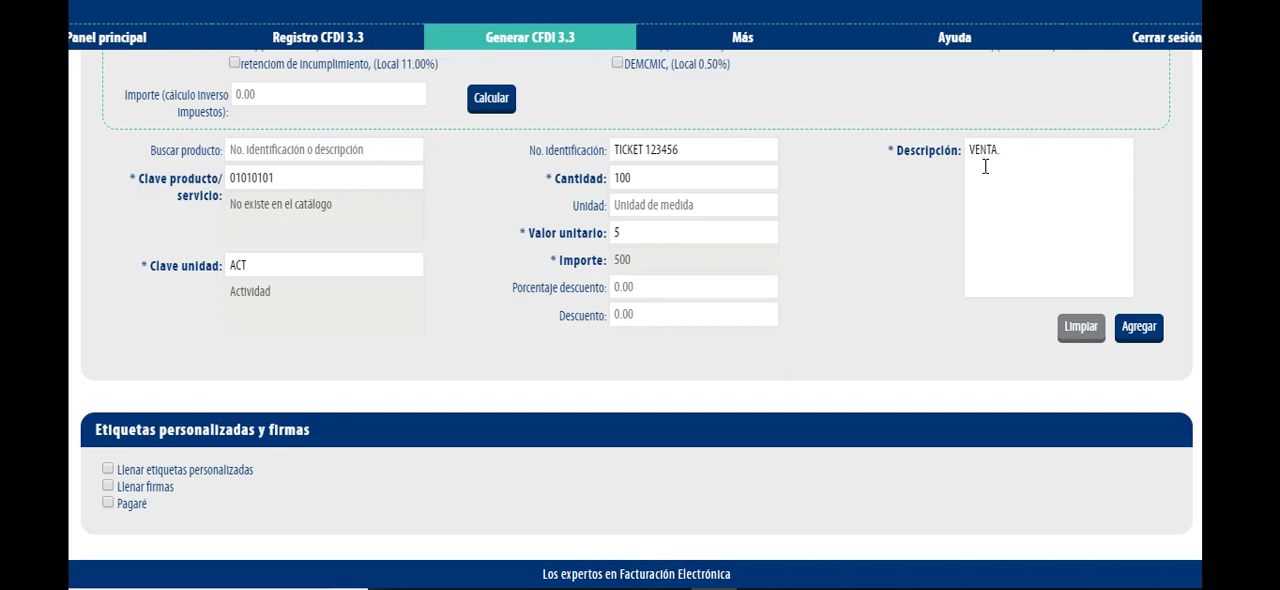 Panel principal
Registro CFDI 3.3
Generar CFDI 3.3
Más
Ayuda
Cerrar sesión
retenciom de incumplimiento, (Local 11.00%)
DEMCMIC, (Local 0.50%)
Importe (cálculo inverso
impuestos):
0.00
Calcular
Buscar producto:
No. identificación o descripción
* Clave producto/
servicio:
01010101
No existe en el catálogo
* Clave unidad:
ACT
Actividad
No. identificación:
TICKET 123456
* Cantidad:
100
Unidad:
Unidad de medida
* Valor unitario:
5
* Importe:
500
Porcentaje descuento:
0.00
Descuento:
0.00
* Descripción:
VENTA.
Limpiar
Agregar
Etiquetas personalizadas y firmas
Llenar etiquetas personalizadas
Llenar firmas
Pagaré
Los expertos en Facturación Electrónica